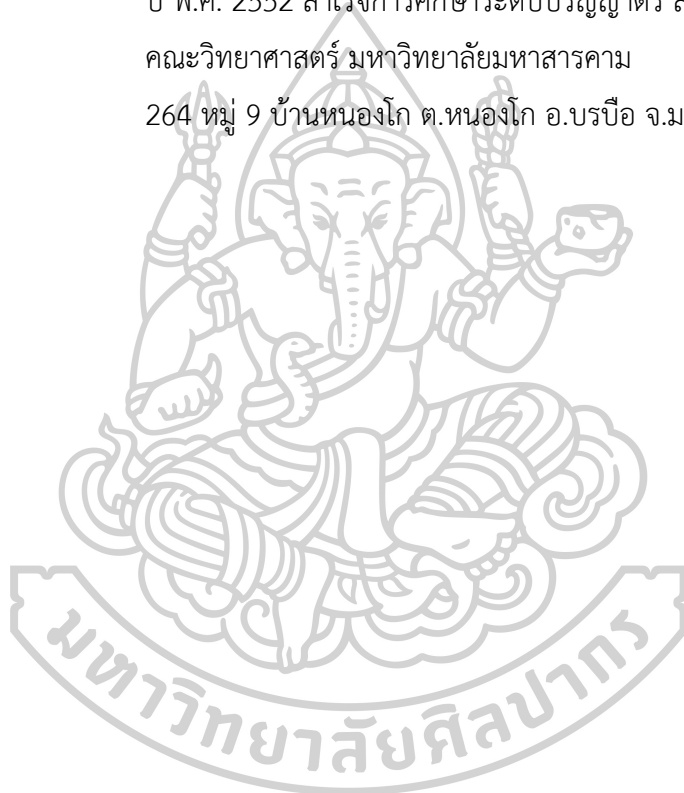 ปี พ.ศ. 2552 สำเร็จการศึกษาระดับปริญญาตรี
คณะวิทยาศาสตร์ มหาวิทยาลัยมหาสารคาม
264 หมู่ 9 บ้านหนองโก ต.หนองโก อ.บรบือ จ.ม
มหาวิทยาลัยศิลปากร